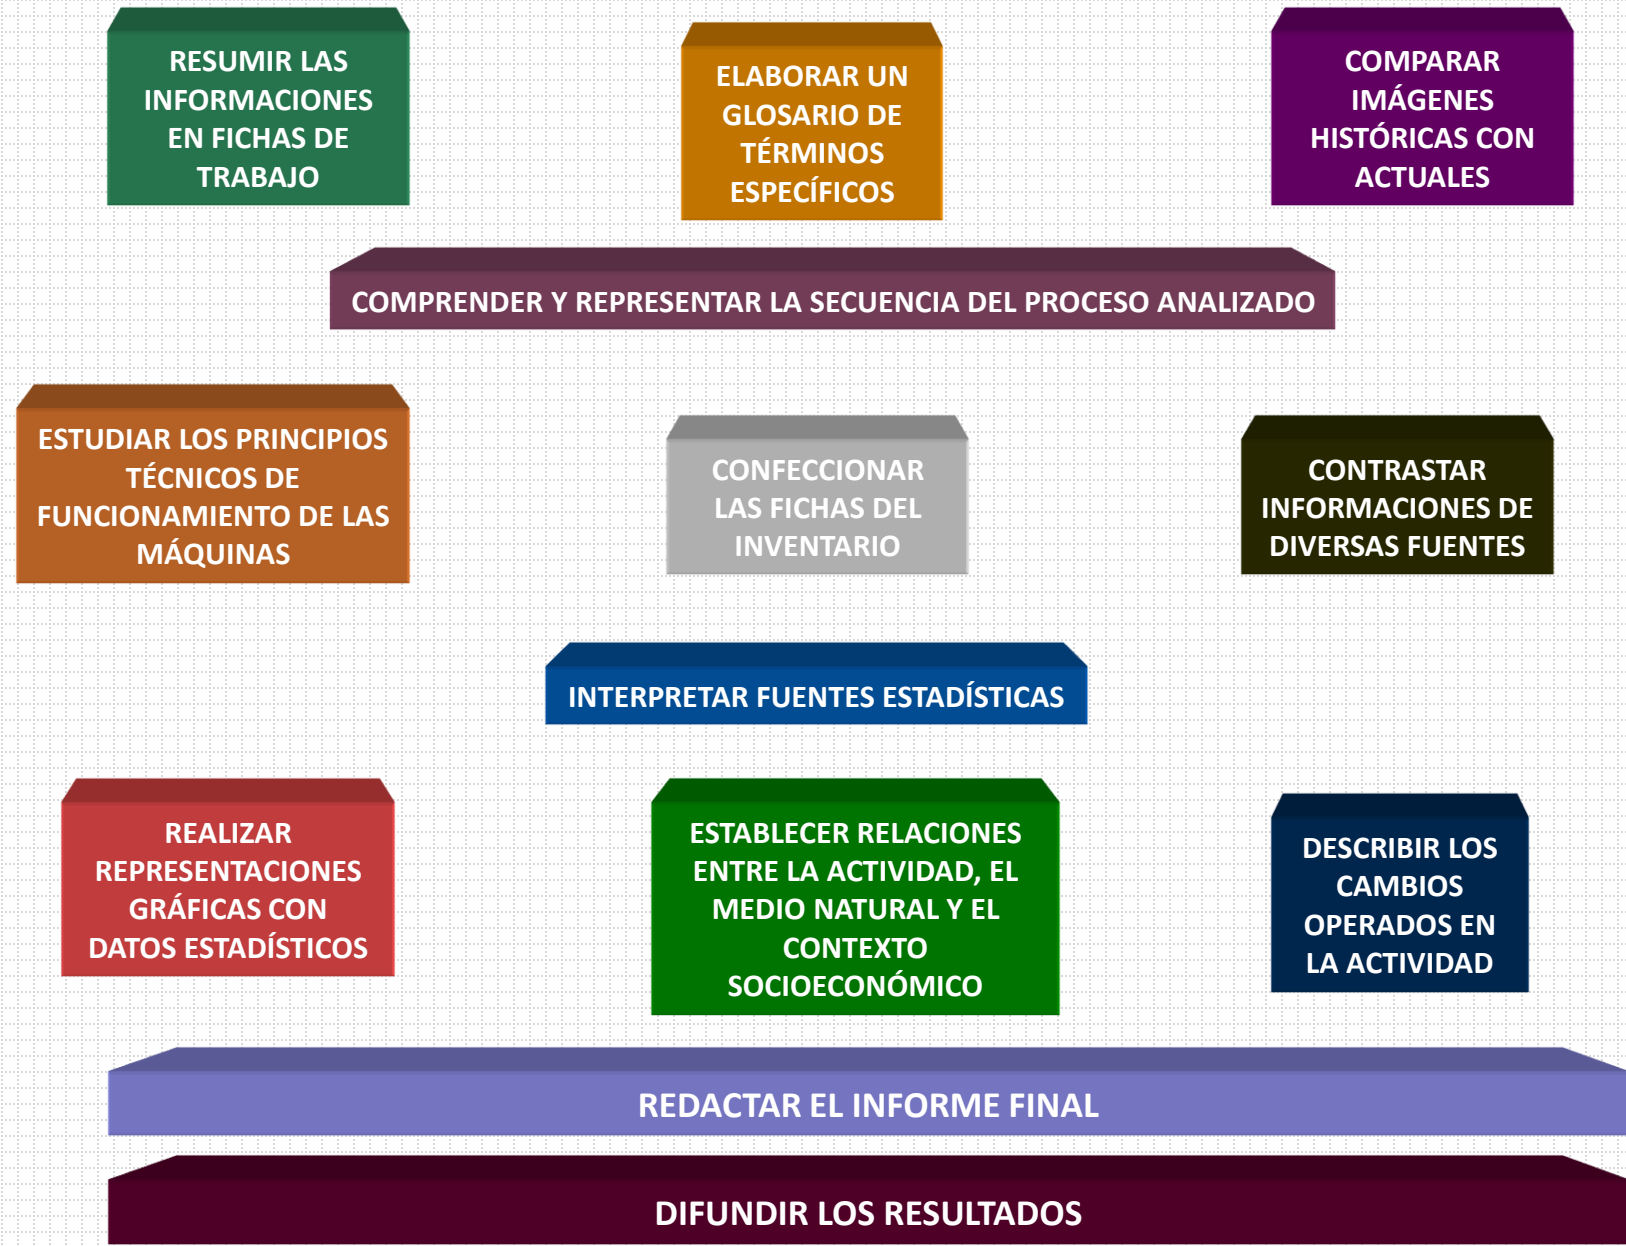 RESUMIR LAS
INFORMACIONES
EN FICHAS DE
TRABAJO
ELABORAR UN
GLOSARIO DE
TÉRMINOS
ESPECÍFICOS
COMPARAR
IMÁGENES
HISTÓRICAS CON
ACTUALES
COMPRENDER Y REPRESENTAR LA SECUENCIA DEL PROCESO ANALIZADO
ESTUDIAR LOS PRINCIPIOS
TÉCNICOS DE
FUNCIONAMIENTO DE LAS
MÁQUINAS
CONFECCIONAR
LAS FICHAS DEL
INVENTARIO
CONTRASTAR
INFORMACIONES DE
DIVERSAS FUENTES
INTERPRETAR FUENTES ESTADÍSTICAS
REALIZAR
REPRESENTACIONES
GRÁFICAS CON
DATOS ESTADÍSTICOS
ESTABLECER RELACIONES
ENTRE LA ACTIVIDAD, EL
MEDIO NATURAL Y EL
CONTEXTO
SOCIOECONÓMICO
DESCRIBIR LOS
CAMBIOS
OPERADOS EN
LA ACTIVIDAD
REDACTAR EL INFORME FINAL
DIFUNDIR LOS RESULTADOS